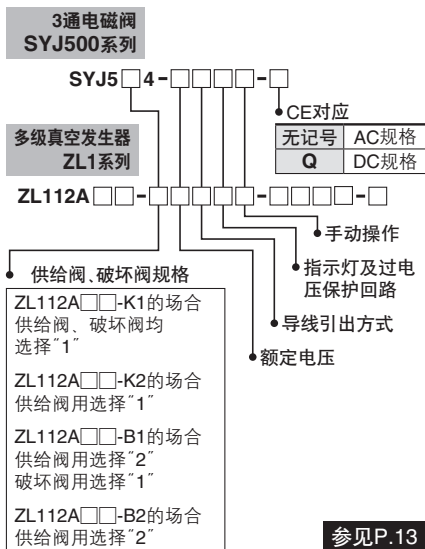 3通电磁阀
SYJ500系列
SYJ5□4-□□□□-□
CE对应
无记号 AC规格
Q DC规格
多级真空发生器
ZL1系列
ZL112A□□-□□□□□-□□□□-□
手动操作
指示灯及过电
压保护回路
导线引出方式
额定电压
供给阀、破坏阀规格
ZL112A□□-K1的场合
供给阀、破坏阀均
选择"1"
ZL112A□□-K2的场合
供给阀用选择"1"
ZL112A□□-B1的场合
供给阀用选择"2"
破坏阀用选择"1"
ZL112A□□-B2的场合
供给阀用选择"2"
参见P.13